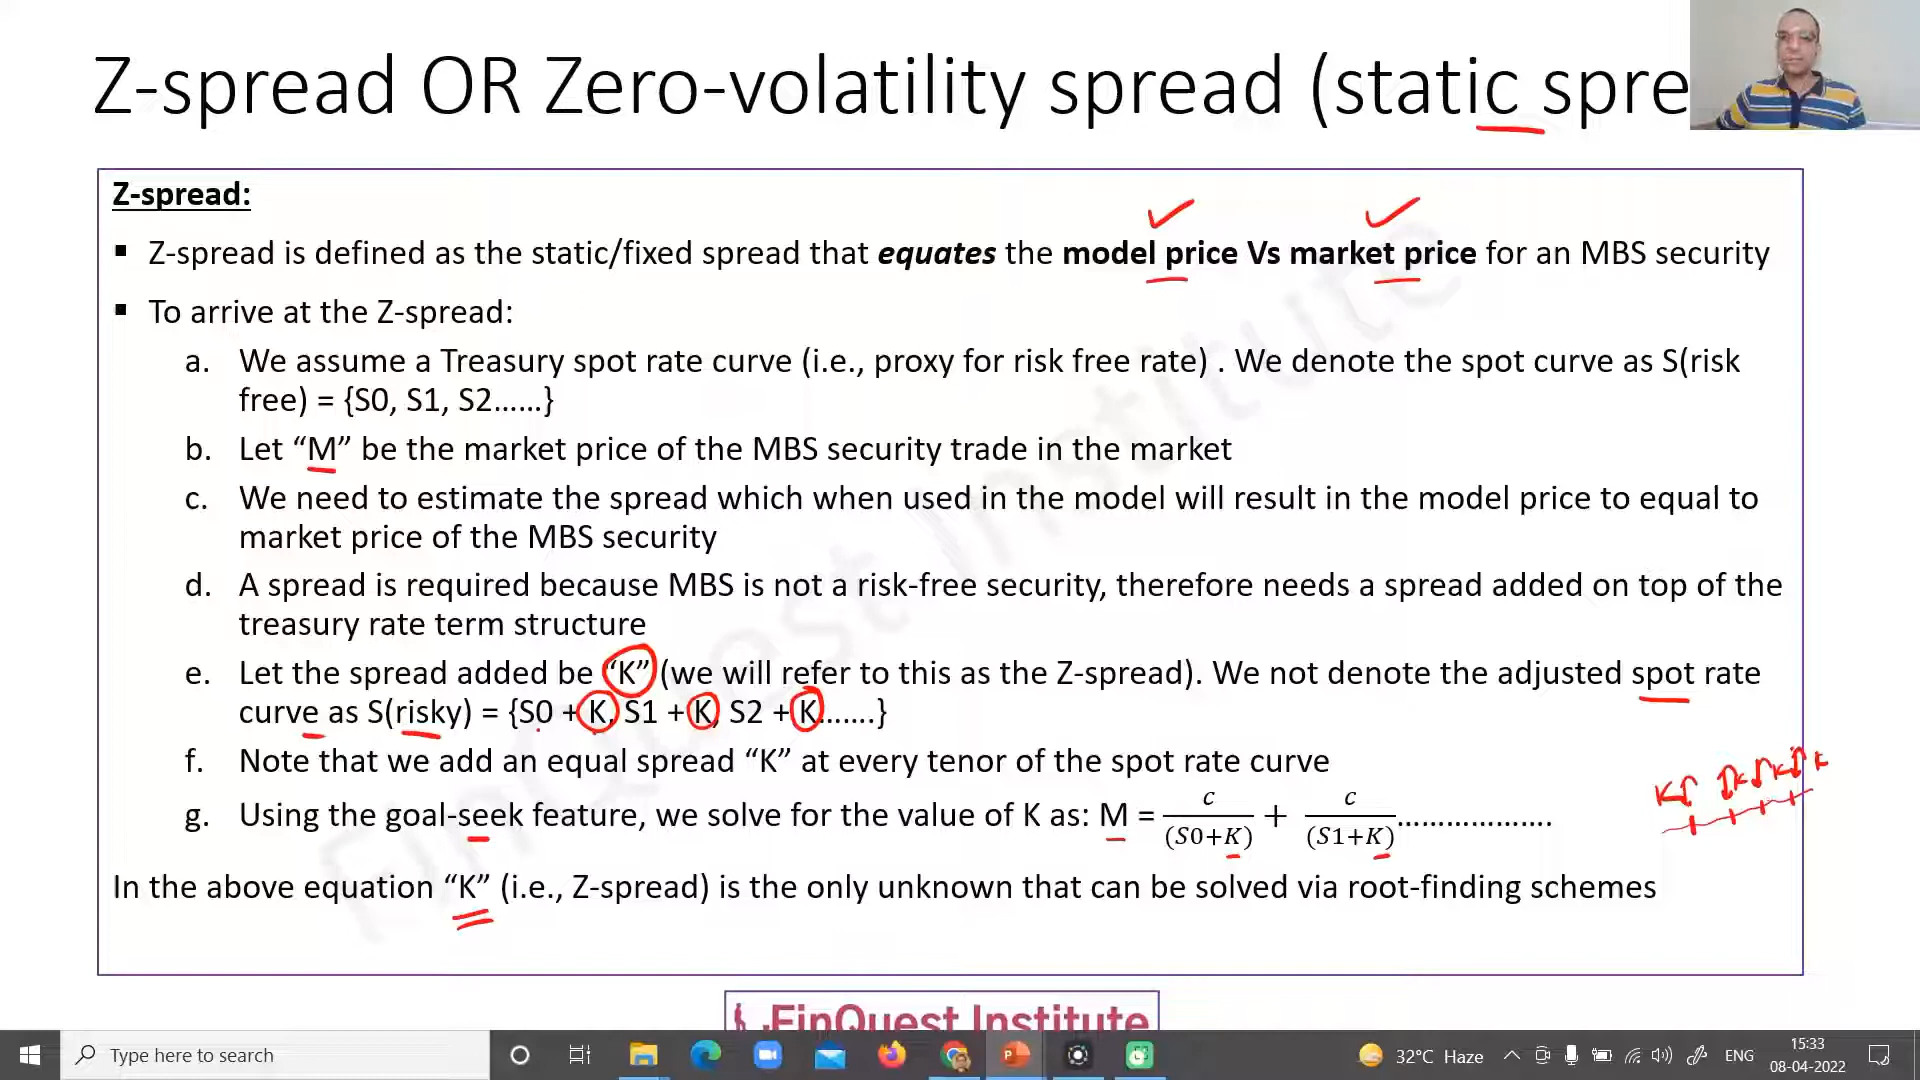 Z-spread OR Zero-volatility spread (static spre
Z-spread:
▪ Z-spread is defined as the static/fixed spread that equates the model price Vs market price for an MBS security
▪ To arrive at the Z-spread:
a. We assume a Treasury spot rate curve (i.e., proxy for risk free rate) . We denote the spot curve as S(risk
free) = {S0, S1, S2......}
b. Let “M” be the market price of the MBS security trade in the market
c. We need to estimate the spread which when used in the model will result in the model price to equal to
market price of the MBS security
d. A spread is required because MBS is not a risk-free security, therefore needs a spread added on top of the
treasury rate term structure
e. Let the spread added be “K” (we will refer to this as the Z-spread). We not denote the adjusted spot rate
curve as S(risky) = {S0 + K, S1 + K, S2 + K.......}
f. Note that we add an equal spread “K” at every tenor of the spot rate curve
K K K K
g. Using the goal-seek feature, we solve for the value of K as: M = c/(S0+K) + c/(S1+K)...................
In the above equation “K” (i.e., Z-spread) is the only unknown that can be solved via root-finding schemes
FinQuest Institute
FinQuest Institute
Type here to search
32°C Haze
ENG
15:33
08-04-2022